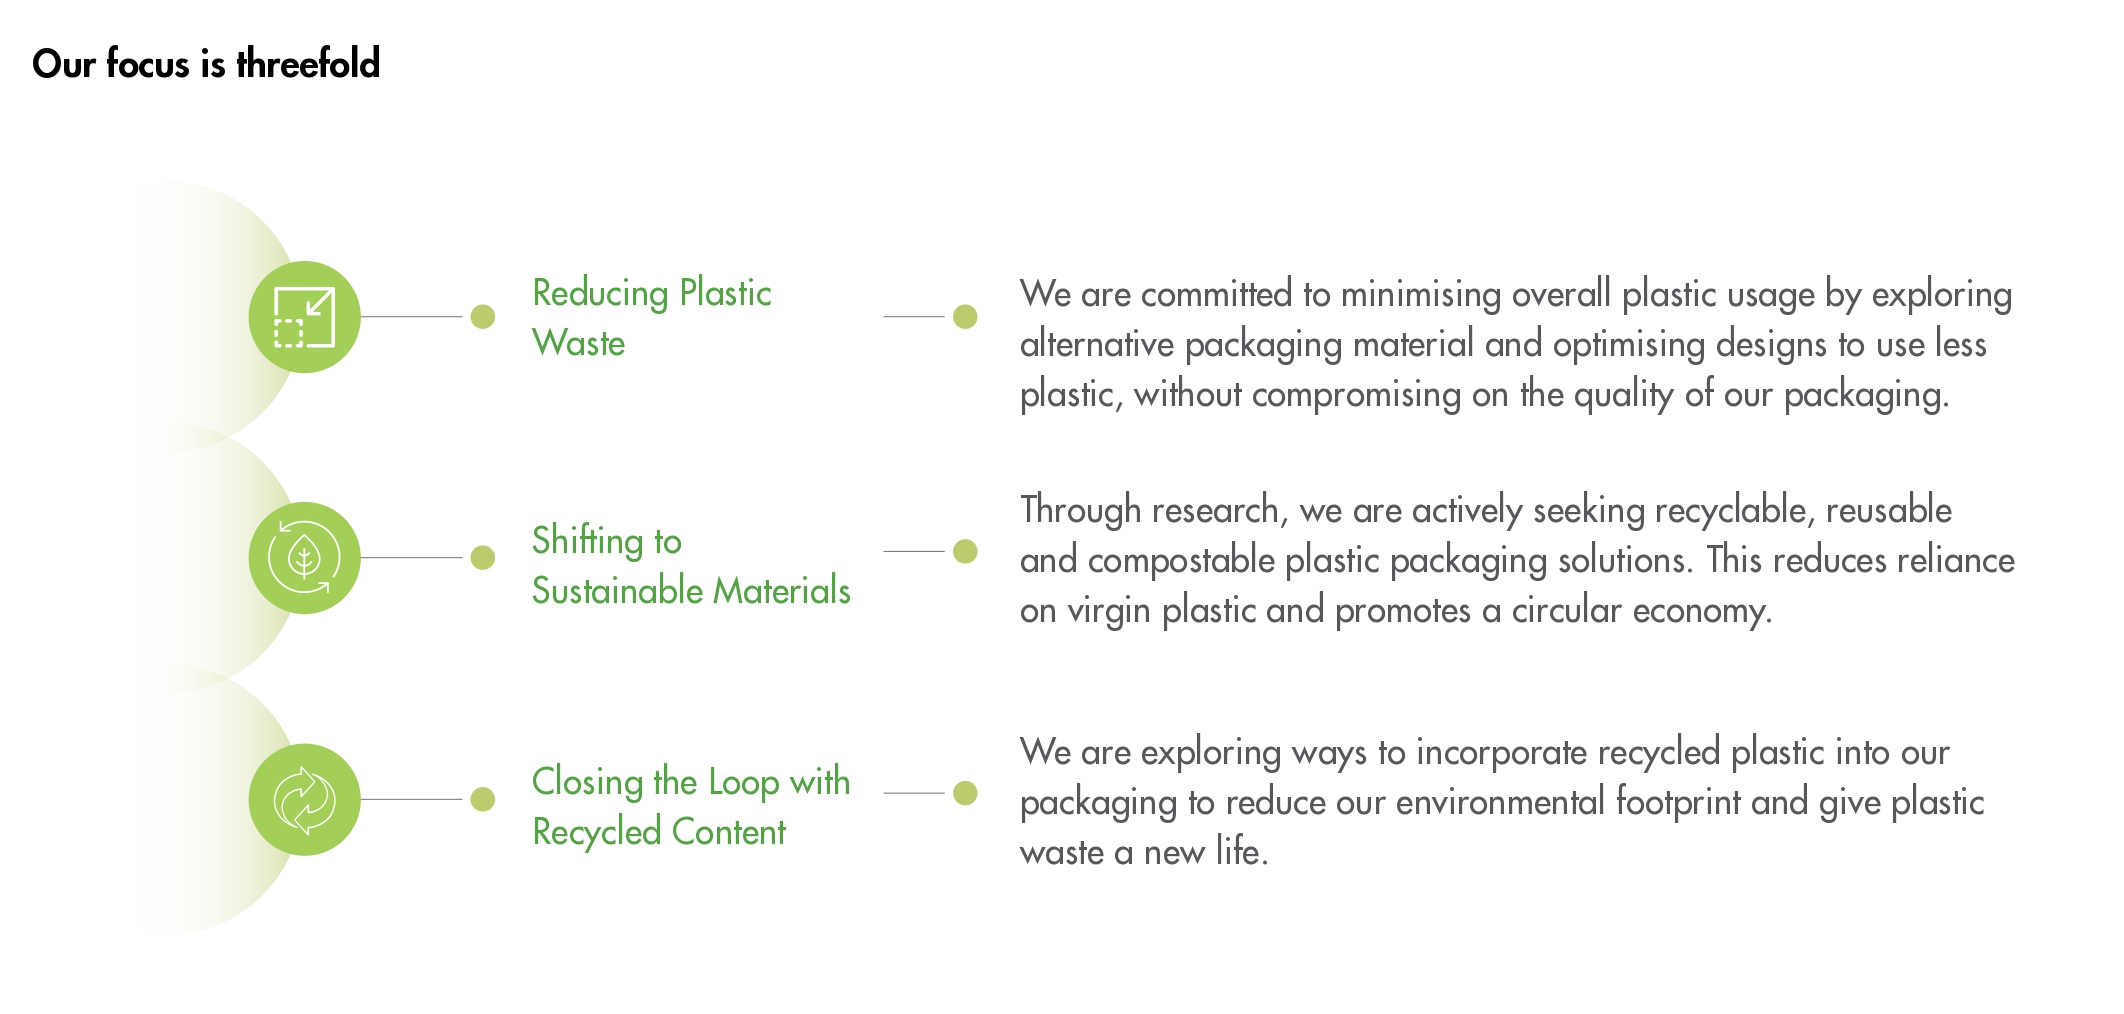 Our focus is threefold
Reducing Plastic
Waste
We are committed to minimising overall plastic usage by exploring
alternative packaging material and optimising designs to use less
plastic, without compromising on the quality of our packaging.
Shifting to
Sustainable Materials
Through research, we are actively seeking recyclable, reusable
and compostable plastic packaging solutions. This reduces reliance
on virgin plastic and promotes a circular economy.
Closing the Loop with
Recycled Content
We are exploring ways to incorporate recycled plastic into our
packaging to reduce our environmental footprint and give plastic
waste a new life.